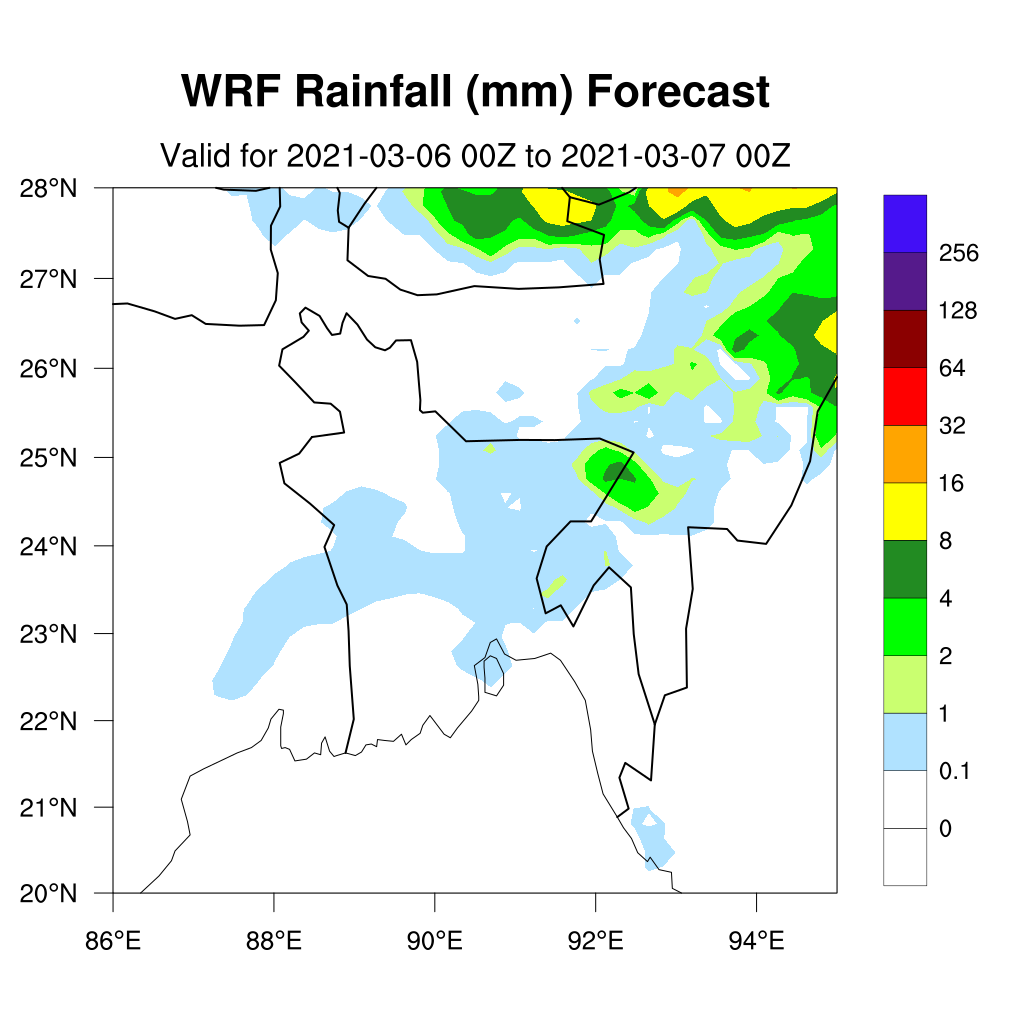 WRF Rainfall (mm) Forecast
Valid for 2021-03-06 00Z to 2021-03-07 00Z
28°N
27°N
26°N
25°N
24°N
23°N
22°N
21°N
20°N
86°E 88°E 90°E 92°E 94°E
256
128
64
32
16
8
4
2
1
0.1
0